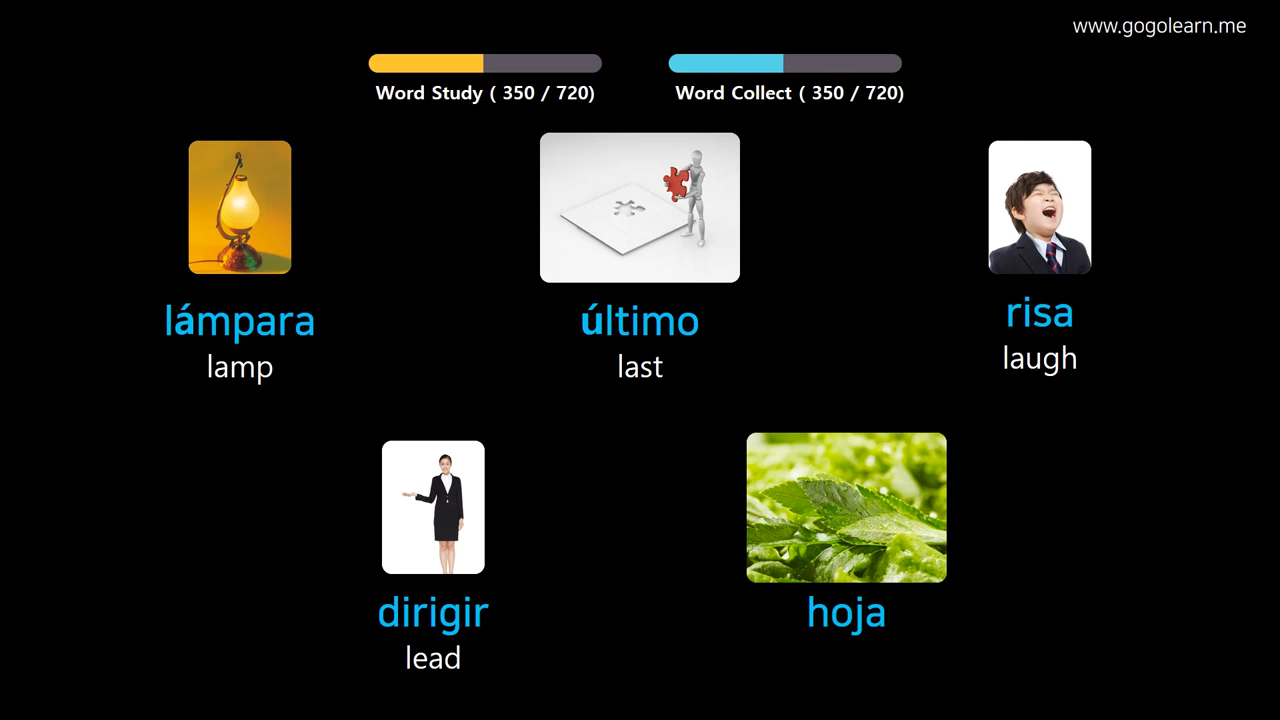 www.gogolearn.me
Word Study ( 350 / 720)
Word Collect ( 350 / 720)
lámpara
lamp
último
last
risa
laugh
dirigir
lead
hoja